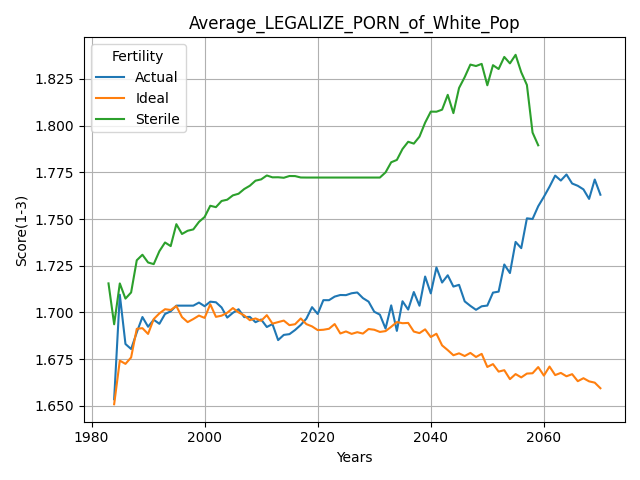 Average_LEGALIZE_PORN_of_White_Pop
Fertility
Actual
Ideal
Sterile
Score(1-3)
1.825
1.800
1.775
1.750
1.725
1.700
1.675
1.650
1980
2000
2020
2040
2060
Years